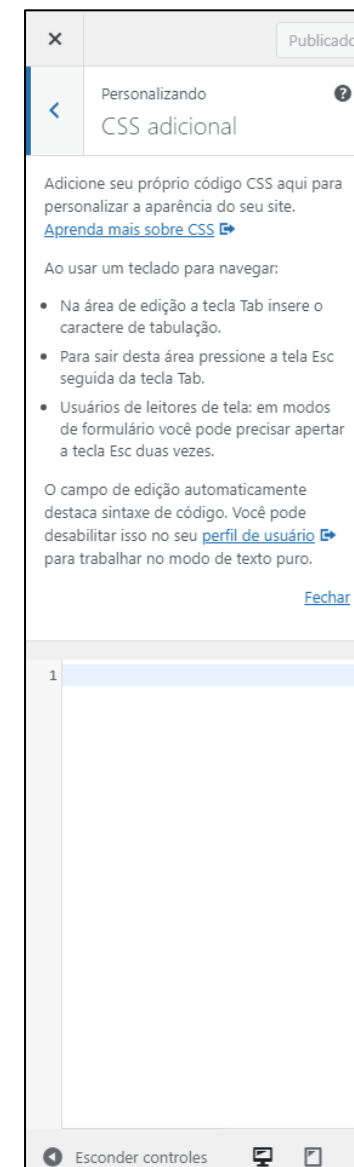 Publicado
Personalizando
CSS adicional
Adicione seu próprio código CSS aqui para
personalizar a aparência do seu site.
Aprenda mais sobre CSS
Ao usar um teclado para navegar:
Na área de edição a tecla Tab insere o
caractere de tabulação.
Para sair desta área pressione a tela Esc
seguida da tecla Tab.
Usuários de leitores de tela: em modos
de formulário você pode precisar apertar
a tecla Esc duas vezes.
O campo de edição automaticamente
destaca sintaxe de código. Você pode
desabilitar isso no seu perfil de usuário
para trabalhar no modo de texto puro.
Fechar
1
Esconder controles